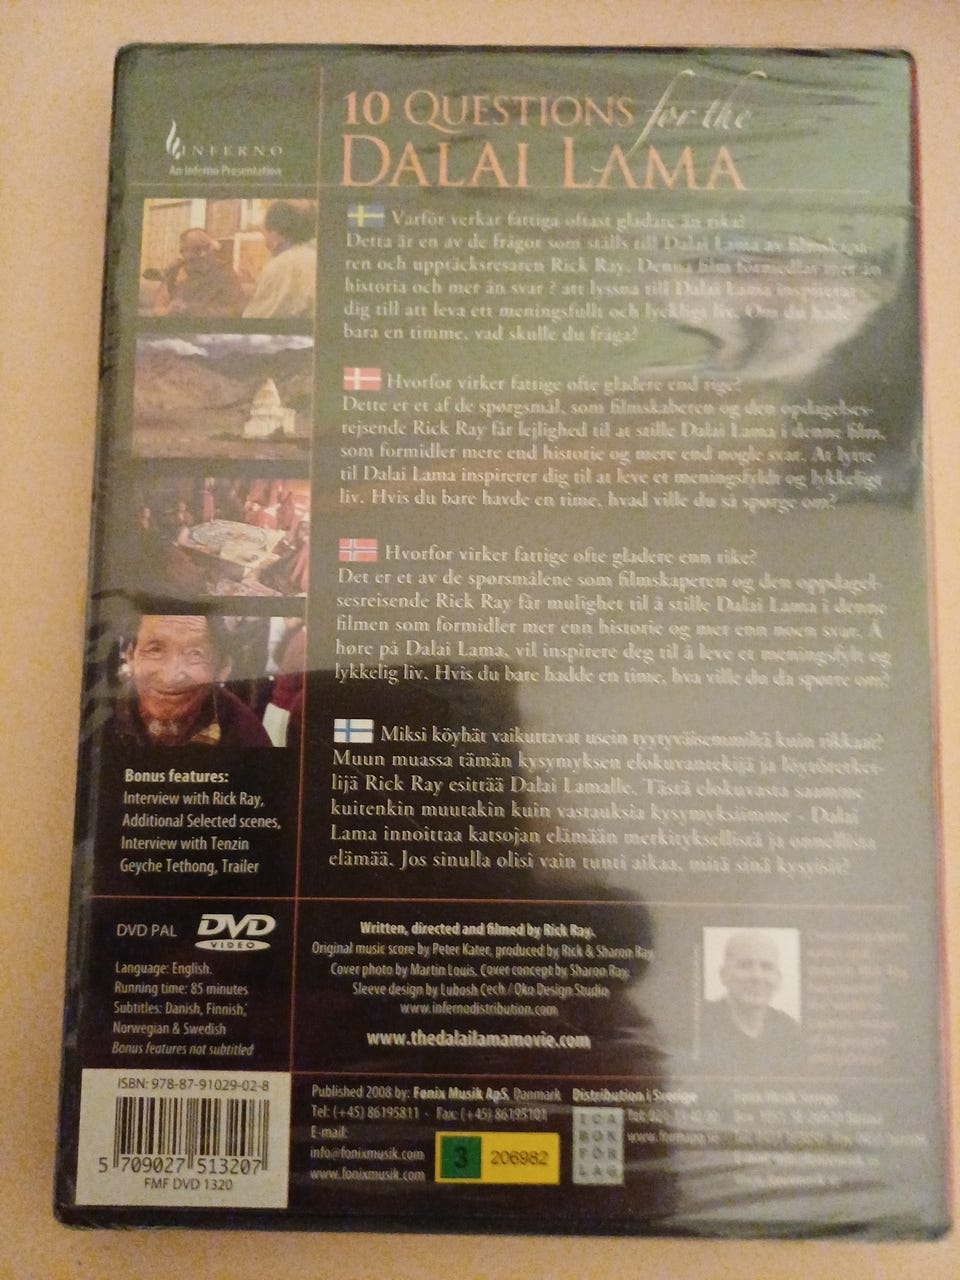 10 QUESTIONS for the
DALAI LAMA
INFERNO
An Inferno Presentation
Varför verkar fattiga oftast gladare än rika?
Detta är en av de frågor som ställs till Dalai Lama av filmskapa-
ren och upptäcksresaren Rick Ray. Denna film förmedlar mer än
historia och mer än svar ? att lyssna till Dalai Lama inspirerar
dig till att leva ett meningsfullt och lyckligt liv. Om du hade
bara en timme, vad skulle du fråga?
Hvorfor virker fattige ofte gladere end rige?
Dette er et af de spørgsmål, som filmskaberen og den opdagelses-
rejsende Rick Ray får lejlighed til at stille Dalai Lama i denne film,
som formidler mere end historie og mere end nogle svar. At lytte
til Dalai Lama inspirerer dig til at leve et meningsfyldt og lykkeligt
liv. Hvis du bare havde en time, hvad ville du så spørge om?
Hvorfor virker fattige ofte gladere enn rike?
Det er et av de spørsmålene som filmskaperen og den oppdagel-
sesreisende Rick Ray får mulighet til å stille Dalai Lama i denne
filmen som formidler mer enn historie og mer enn noen svar. Å
høre på Dalai Lama, vil inspirere deg til å leve et meningsfylt og
lykkelig liv. Hvis du bare hadde en time, hva ville du da spørre om?
Miksi köyhät vaikuttavat usein tyytyväisemmiltä kuin rikkaat?
Muun muassa tämän kysymyksen elokuvantekijä ja löytöretkei-
lijä Rick Ray esittää Dalai Lamalle. Tästä elokuvasta saamme
kuitenkin muutakin kuin vastauksia kysymyksiimme - Dalai
Lama innoittaa katsojan elämään merkityksellistä ja onnellista
elämää. Jos sinulla olisi vain tunti aikaa, mitä sinä kysyisit?
Bonus features:
Interview with Rick Ray,
Additional Selected scenes,
Interview with Tenzin
Geyche Tethong, Trailer
DVD PAL DVD VIDEO
Language: English.
Running time: 85 minutes
Subtitles: Danish, Finnish,
Norwegian & Swedish
Bonus features not subtitled
Written, directed and filmed by Rick Ray.
Original music score by Peter Kater, produced by Rick & Sharon Ray
Cover photo by Martin Louis. Cover concept by Sharon Ray.
Sleeve design by Lubosh Cech / Oko Design Studio
www.infernodistribution.com
www.thedalailamamovie.com
ISBN: 978-87-91029-02-8
5 709027 513207
FMF DVD 1320
Published 2008 by: Fønix Musik ApS, Danmark
Tel: (+45) 86195811 · Fax: (+45) 86195101
E-mail:
info@fonixmusik.com
www.fonixmusik.com
3 206982
Distribution i Sverige
ICA
BOK
FÖR
LAG